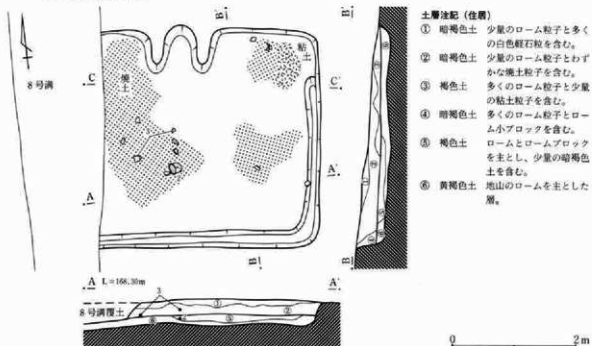 土層注記（住居）
① 暗褐色土 少量のローム粒子と多く
の白色軽石粒を含む。
② 暗褐色土 少量のローム粒子とわず
かな焼土粒子を含む。
③ 褐色土 多くのローム粒子と少量
の粘土粒子を含む。
④ 暗褐色土 多くのローム粒子とロー
ム小ブロックを含む。
⑤ 褐色土 ロームとロームブロック
を主とし、少量の暗褐色
土を含む。
⑥ 黄褐色土 地山のロームを主とした
層。
B
B
粘土
8号溝
C
焼土
C'
A
A'
B'
B'
A L=168.30m
A'
3
8号溝覆土
①
②
⑤
⑥
0 2m